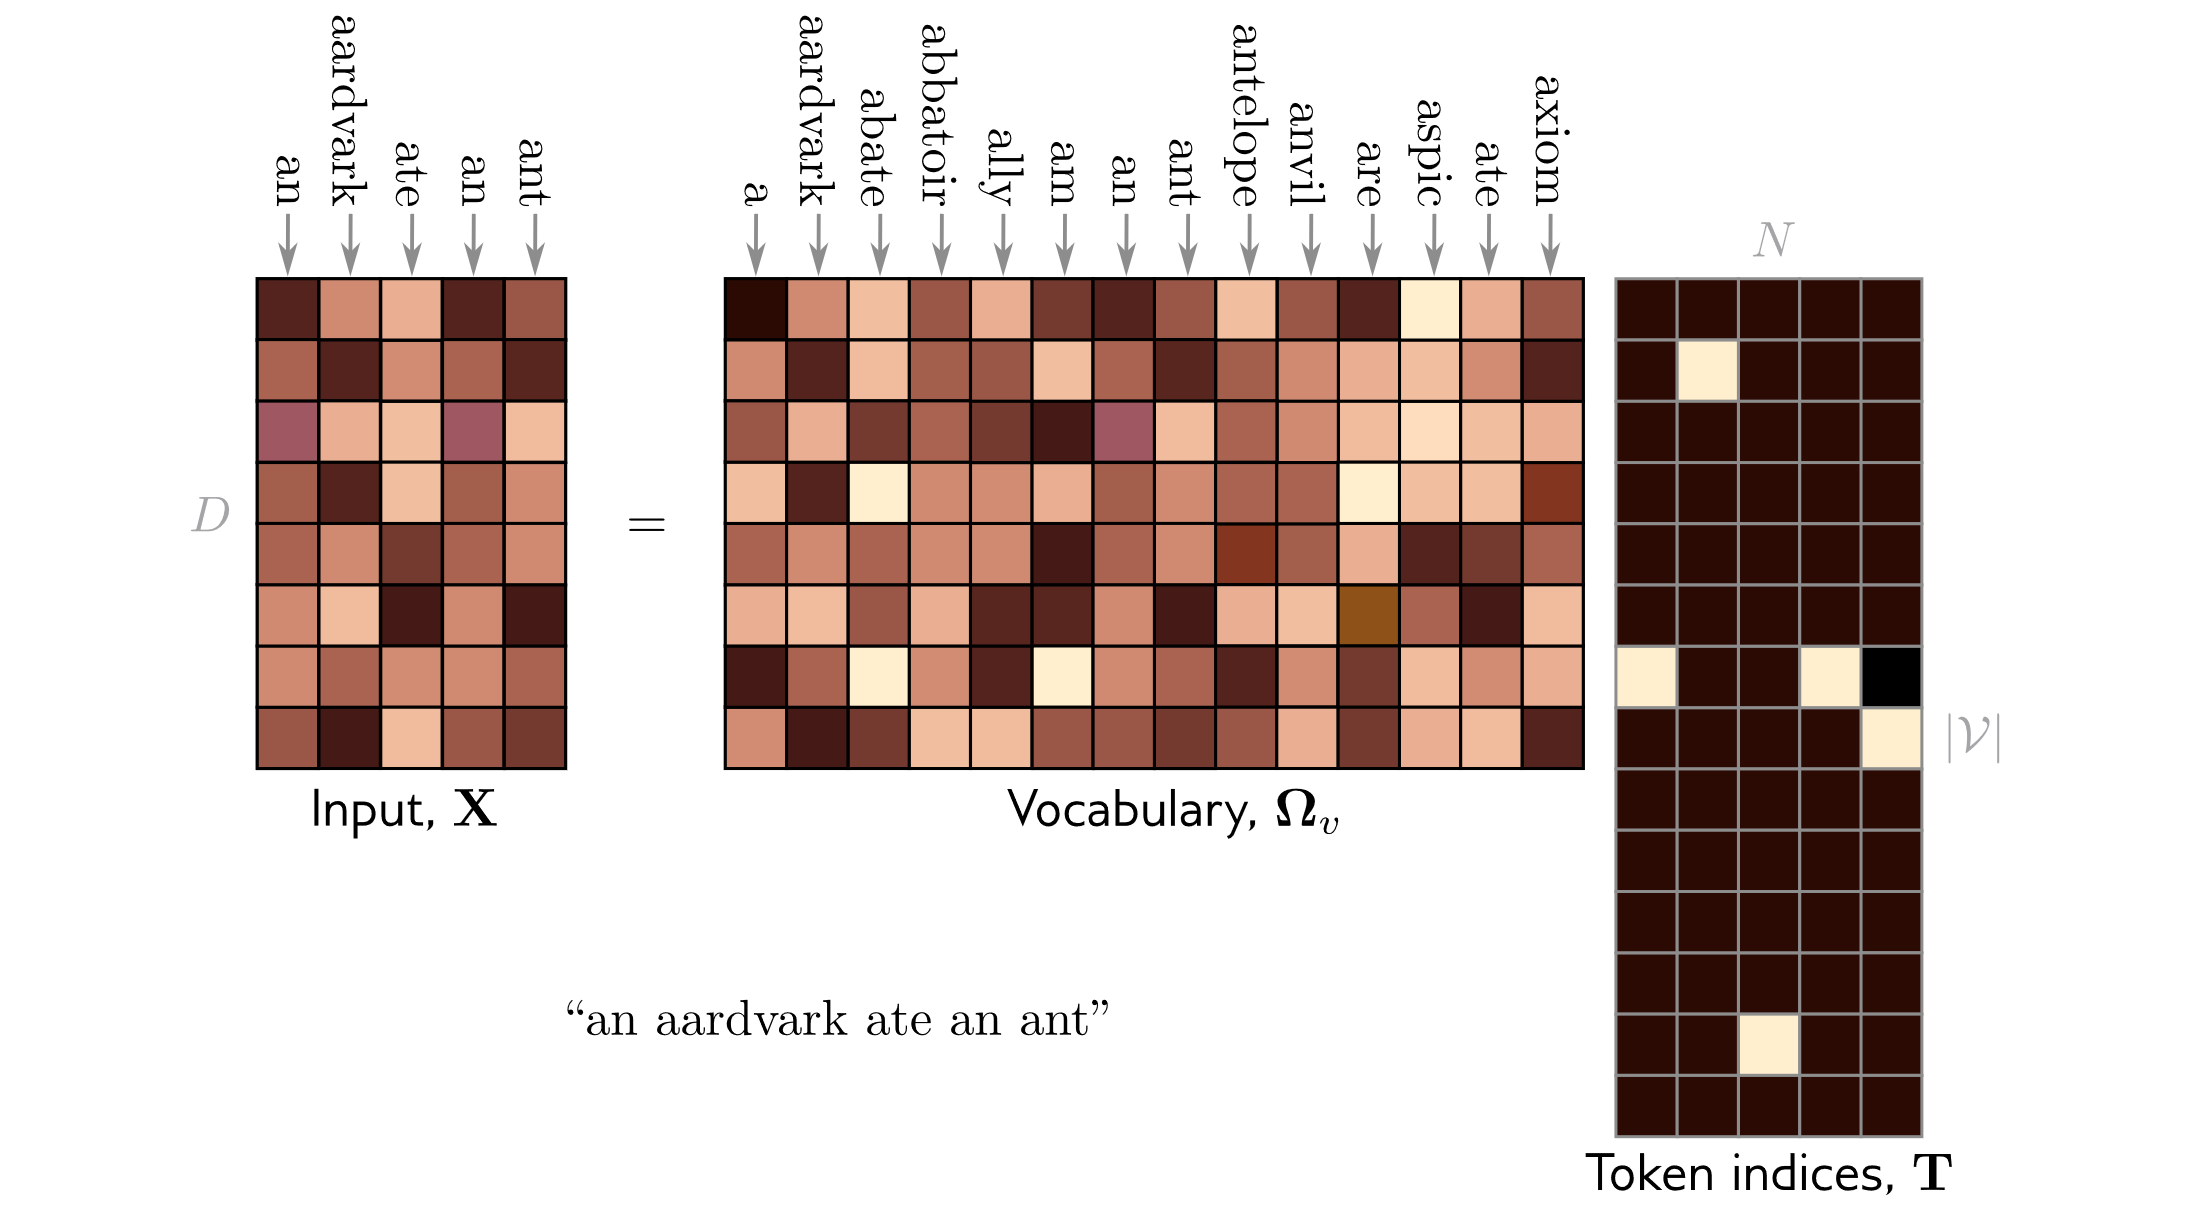 an
aardvark
ate
an
ant
a
aardvark
abate
abbatoir
ally
am
an
ant
antelope
anvil
are
aspic
ate
axiom
N
D
=
|𝒱|
Input, X
Vocabulary, Ωᵥ
“an aardvark ate an ant”
Token indices, T